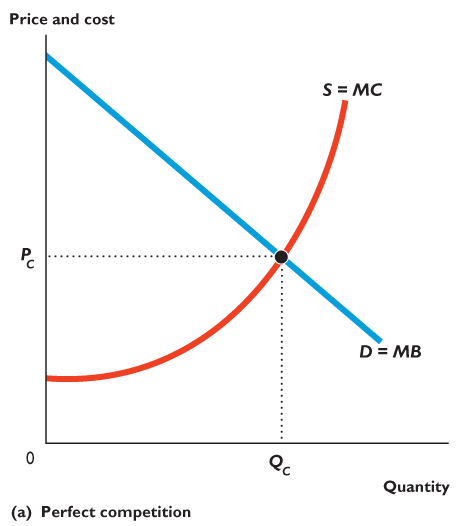 Price and cost
S = MC
P_C
D = MB
0
Q_C
Quantity
(a) Perfect competition